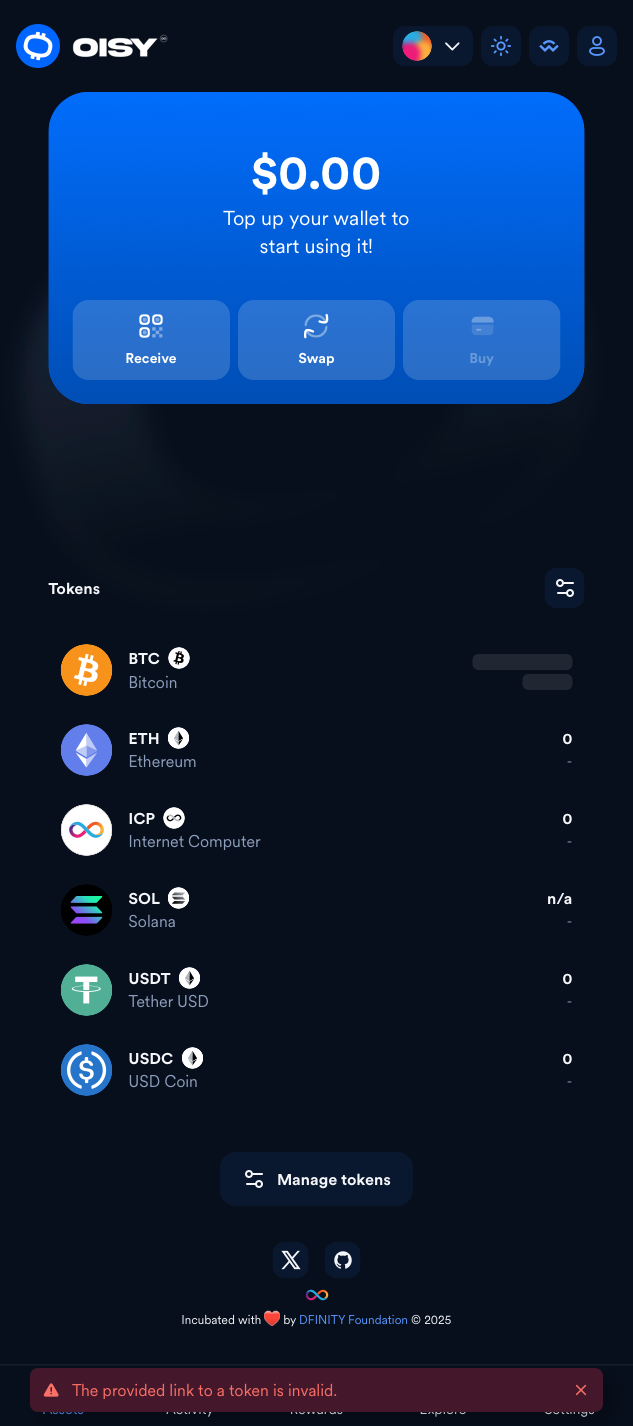 OISY
$0.00
Top up your wallet to
start using it!
Receive
Swap
Buy
Tokens
BTC
Bitcoin
ETH
0
Ethereum
-
ICP
0
Internet Computer
-
SOL
n/a
Solana
-
USDT
0
Tether USD
-
USDC
0
USD Coin
-
Manage tokens
Incubated with ❤️ by DFINITY Foundation © 2025
The provided link to a token is invalid.
Assets
Activity
Rewards
Explore
Settings